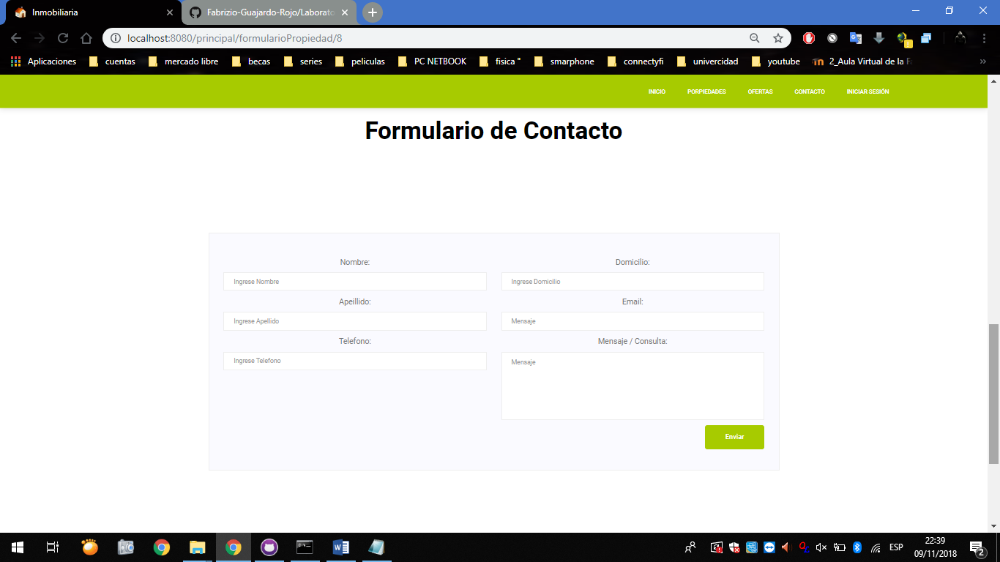 Inmobiliaria
Fabrizio-Guajardo-Rojo/Laborato
localhost:8080/principal/formularioPropiedad/8
Aplicaciones cuentas mercado libre becas series peliculas PC NETBOOK fisica " smarphone connectyfi univercidad youtube 2_Aula Virtual de la Fa »
INICIO PORPIEDADES OFERTAS CONTACTO INICIAR SESIÓN
Formulario de Contacto
Nombre: Domicilio:
Ingrese Nombre Ingrese Domicilio
Apeillido: Email:
Ingrese Apellido Mensaje
Telefono: Mensaje / Consulta:
Ingrese Telefono Mensaje
Enviar
ESP
22:39
09/11/2018
2